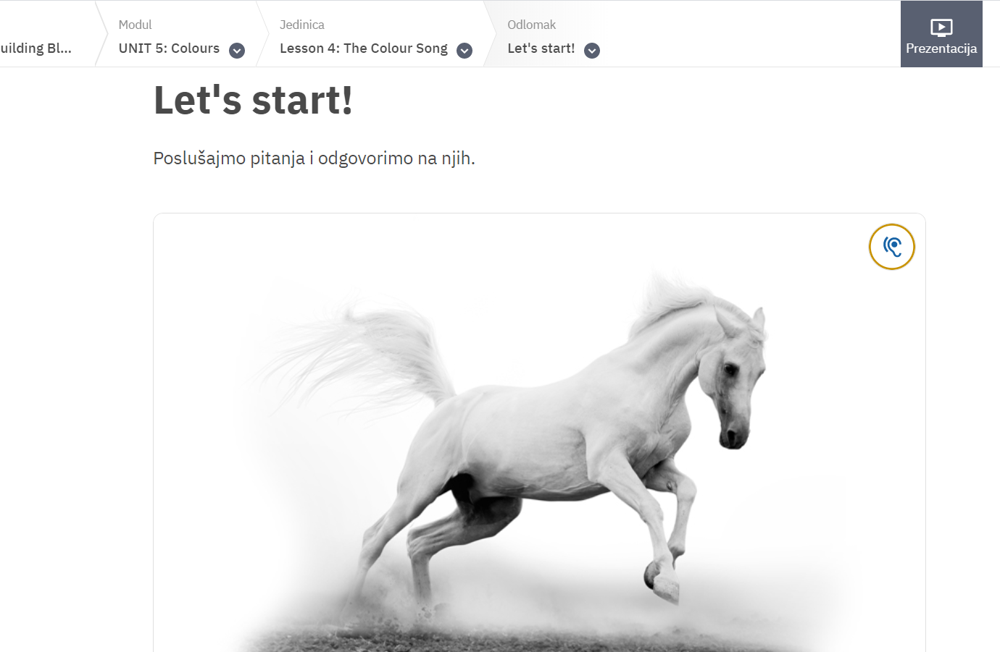 uilding Bl...
Modul
UNIT 5: Colours
Jedinica
Lesson 4: The Colour Song
Odlomak
Let's start!
Prezentacija
Let's start!
Poslušajmo pitanja i odgovorimo na njih.